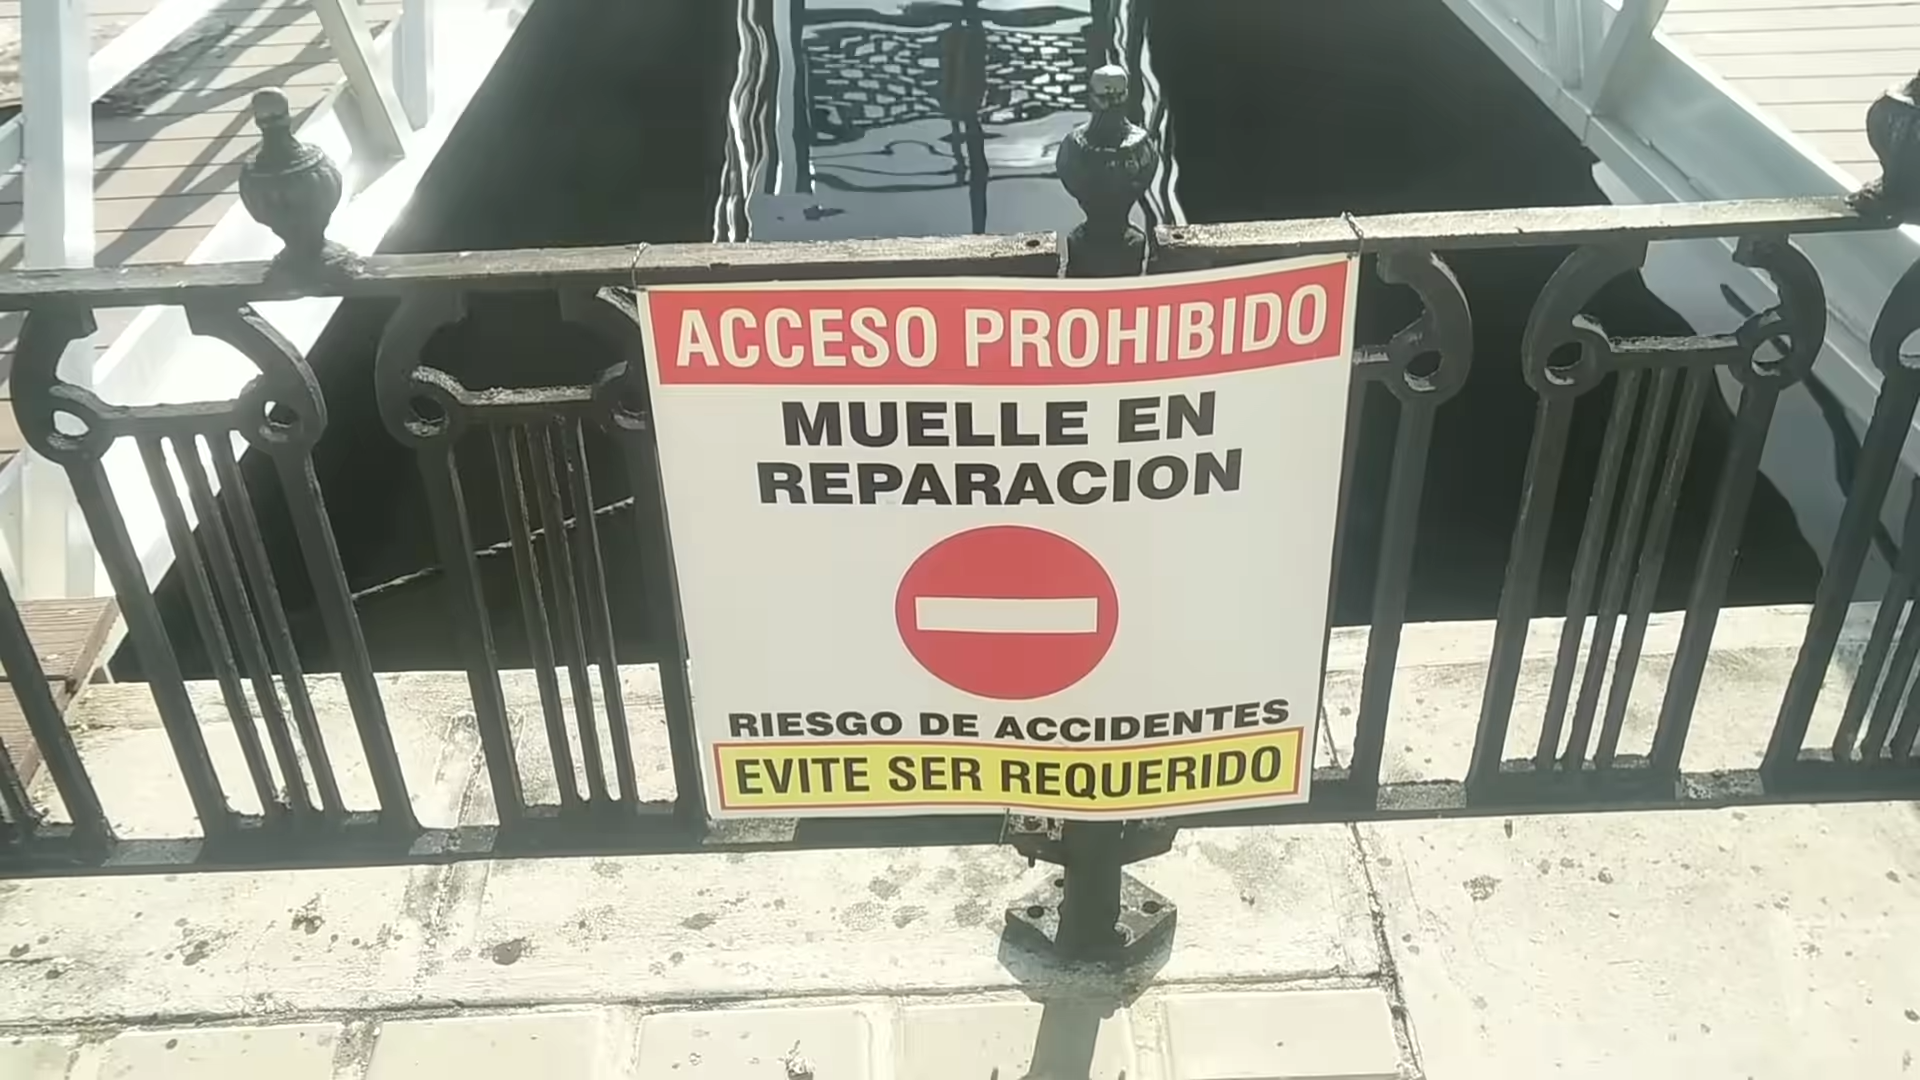 ACCESO PROHIBIDO
MUELLE EN
REPARACION
RIESGO DE ACCIDENTES
EVITE SER REQUERIDO